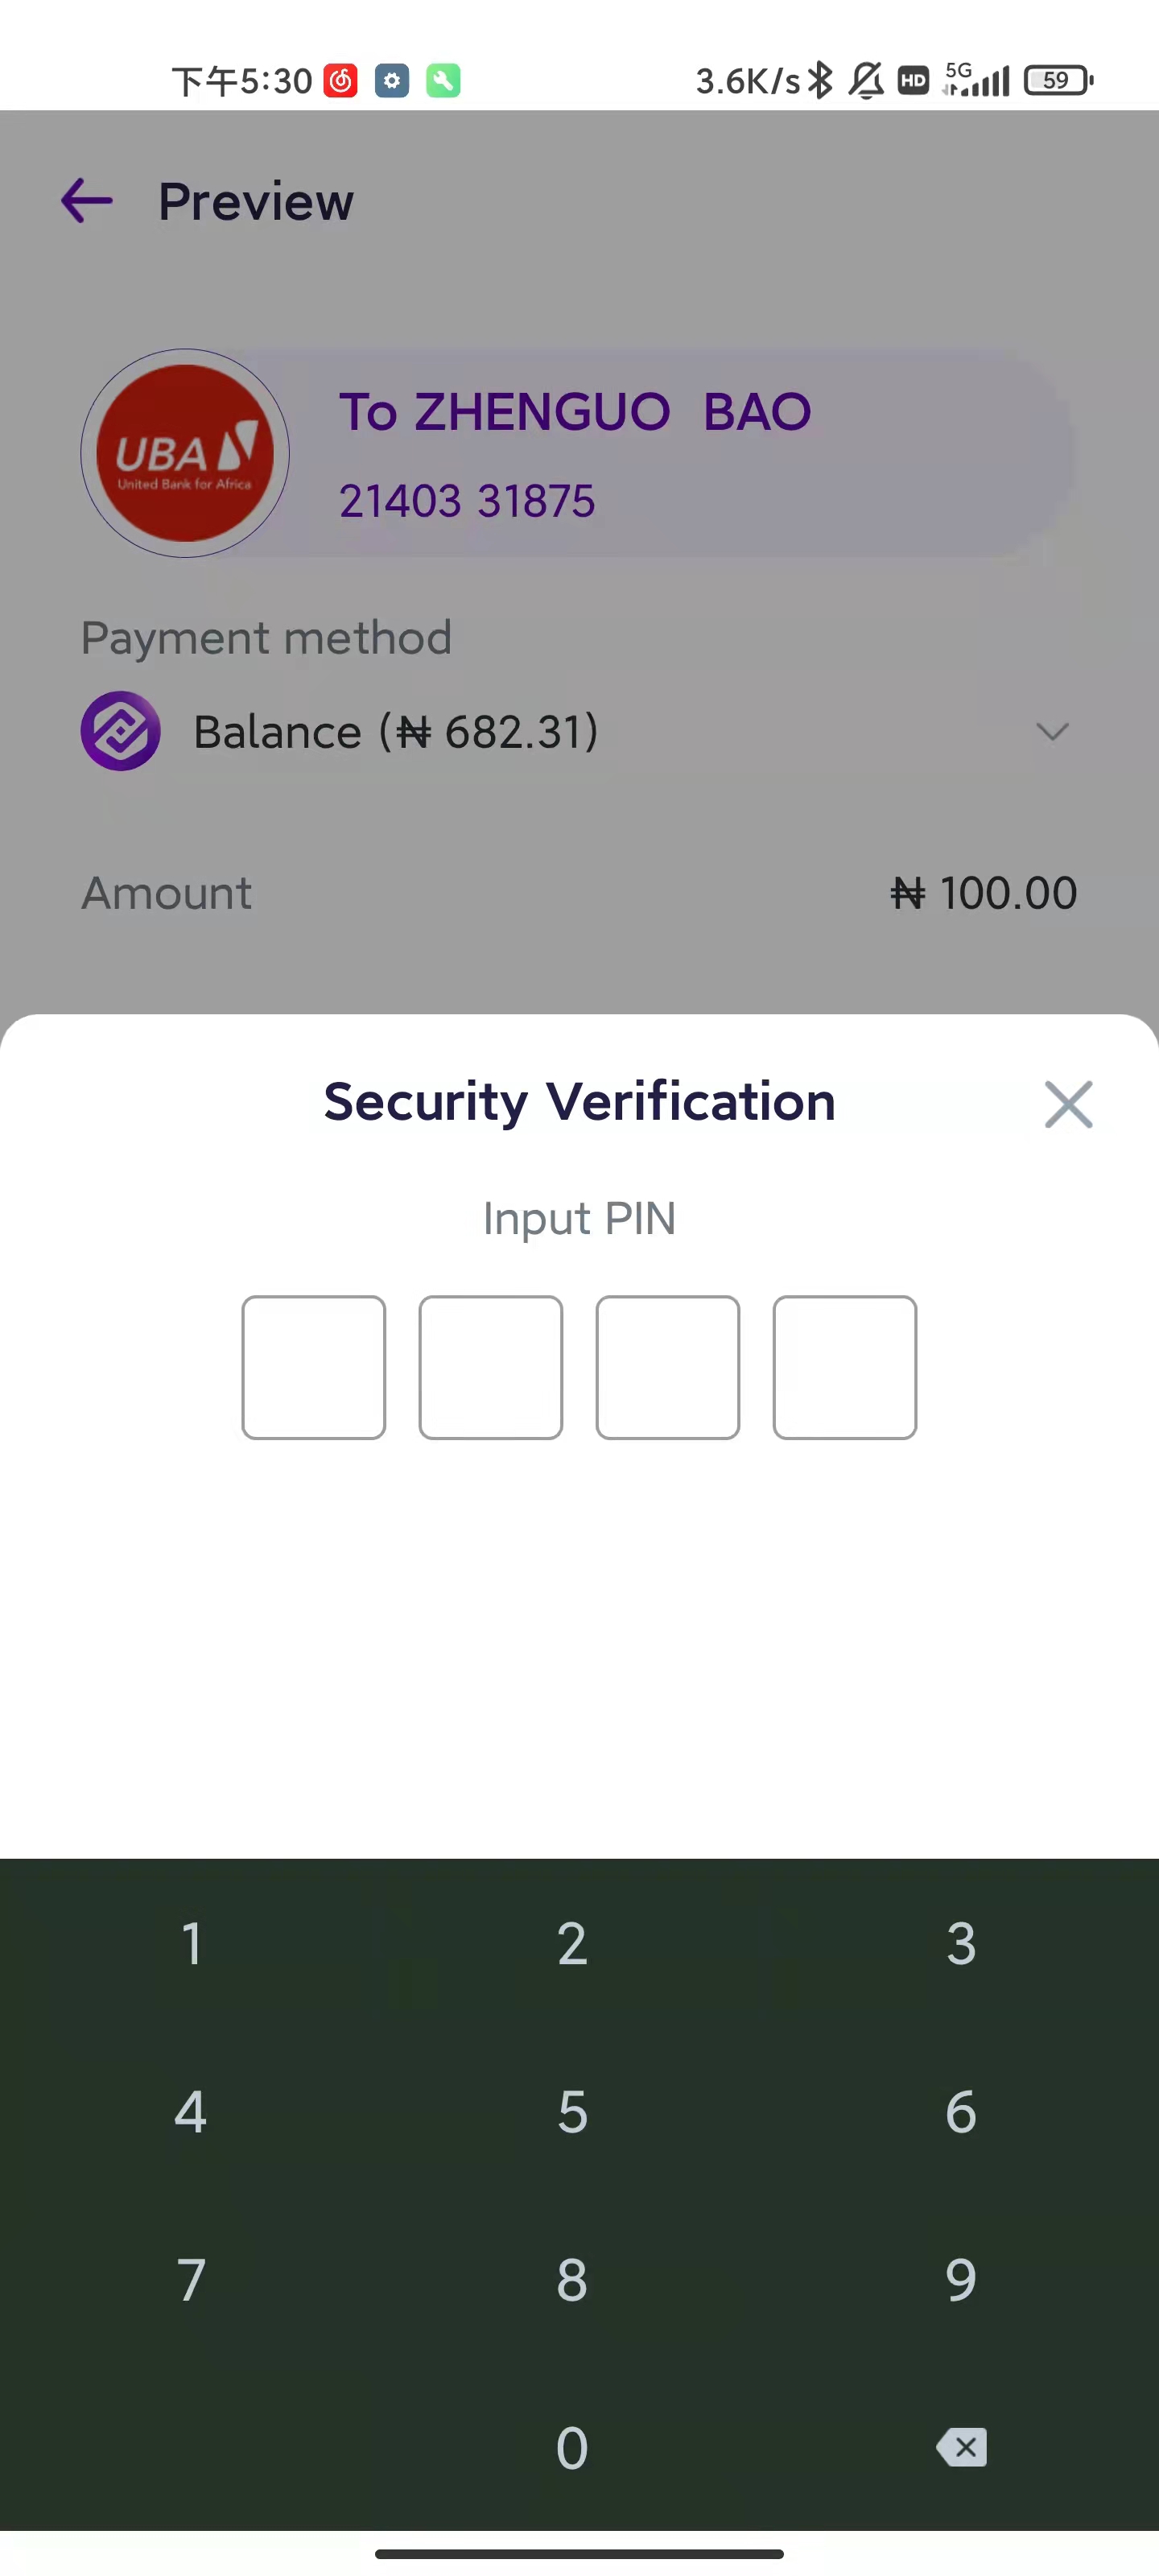 下午5:30
3.6K/s HD 5G 59
Preview
UBA
United Bank for Africa
To ZHENGUO BAO
21403 31875
Payment method
Balance (₦ 682.31)
Amount ₦ 100.00
Security Verification
Input PIN
1 2 3
4 5 6
7 8 9
0